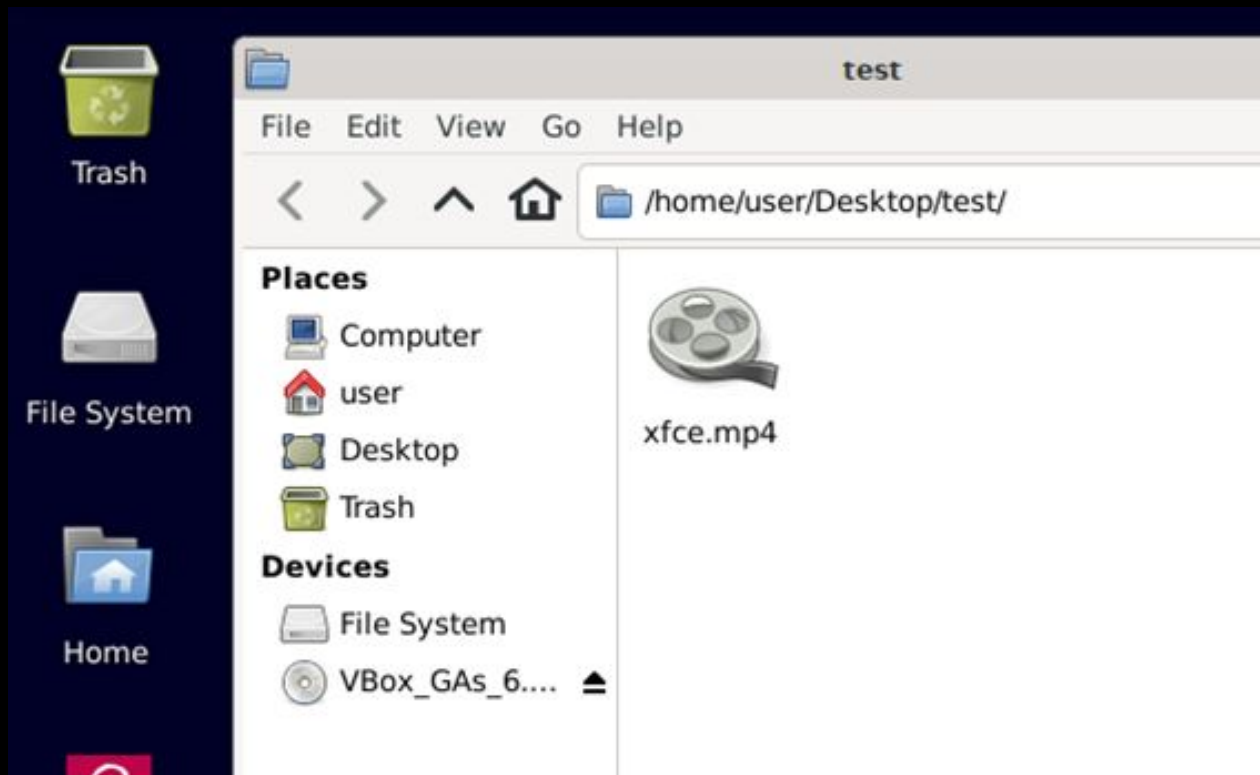 Trash
File System
Home
test
File Edit View Go Help
/home/user/Desktop/test/
Places
Computer
user
Desktop
Trash
Devices
File System
VBox_GAs_6....
xfce.mp4